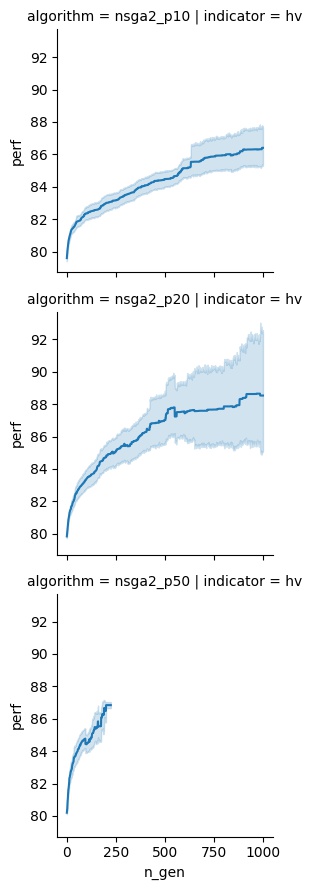 algorithm = nsga2_p10 | indicator = hv
92
90
88
86
84
82
80
perf
algorithm = nsga2_p20 | indicator = hv
92
90
88
86
84
82
80
perf
algorithm = nsga2_p50 | indicator = hv
92
90
88
86
84
82
80
perf
0 250 500 750 1000
n_gen